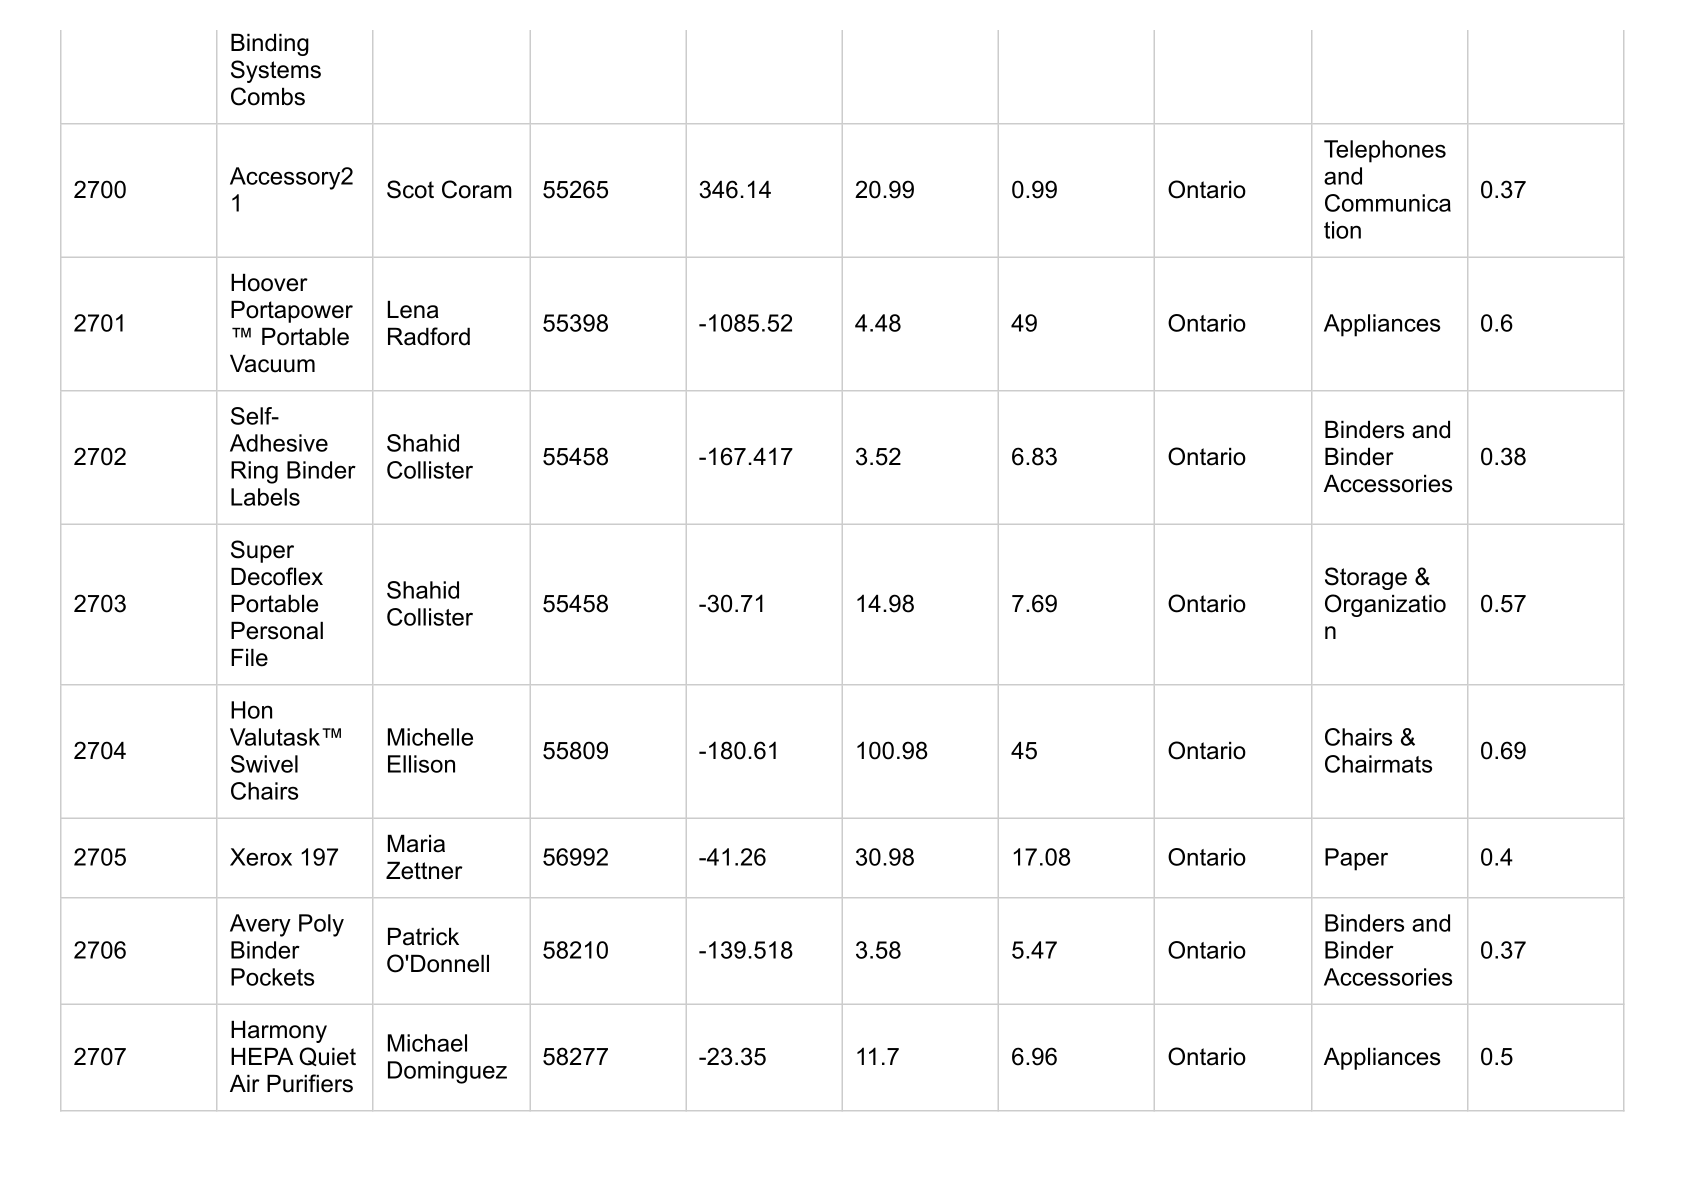 Binding
Systems
Combs
2700
Accessory2
1
Scot Coram
55265
346.14
20.99
0.99
Ontario
Telephones
and
Communica
tion
0.37
2701
Hoover
Portapower
™ Portable
Vacuum
Lena
Radford
55398
-1085.52
4.48
49
Ontario
Appliances
0.6
2702
Self-
Adhesive
Ring Binder
Labels
Shahid
Collister
55458
-167.417
3.52
6.83
Ontario
Binders and
Binder
Accessories
0.38
2703
Super
Decoflex
Portable
Personal
File
Shahid
Collister
55458
-30.71
14.98
7.69
Ontario
Storage &
Organizatio
n
0.57
2704
Hon
Valutask™
Swivel
Chairs
Michelle
Ellison
55809
-180.61
100.98
45
Ontario
Chairs &
Chairmats
0.69
2705
Xerox 197
Maria
Zettner
56992
-41.26
30.98
17.08
Ontario
Paper
0.4
2706
Avery Poly
Binder
Pockets
Patrick
O'Donnell
58210
-139.518
3.58
5.47
Ontario
Binders and
Binder
Accessories
0.37
2707
Harmony
HEPA Quiet
Air Purifiers
Michael
Dominguez
58277
-23.35
11.7
6.96
Ontario
Appliances
0.5